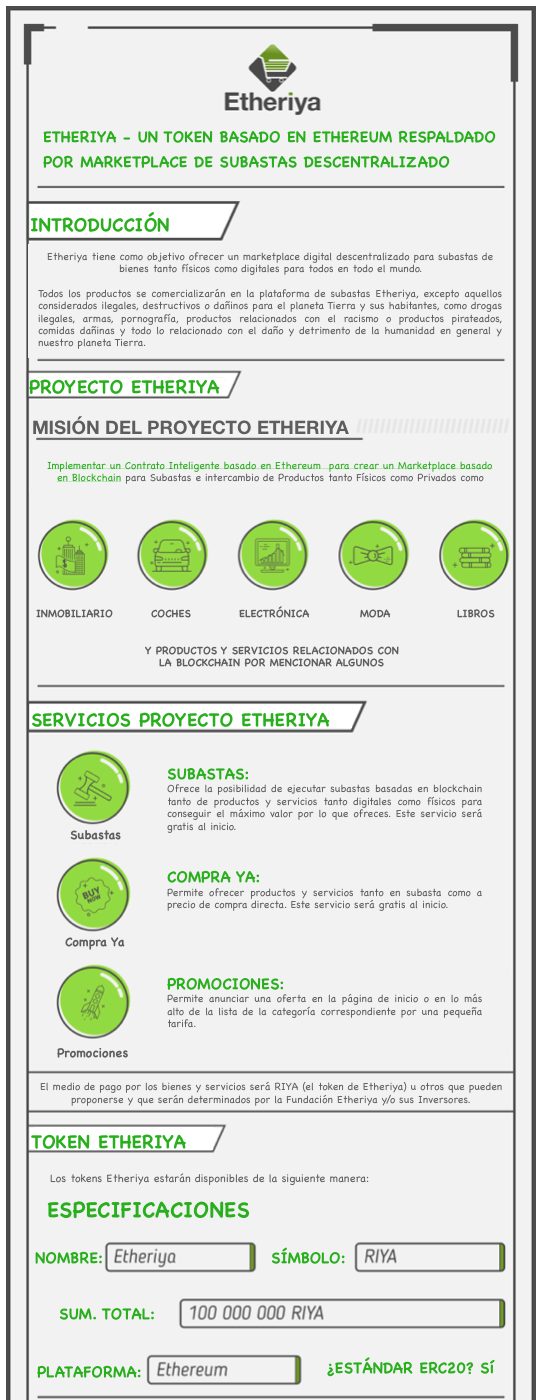 Etheriya
ETHERIYA – UN TOKEN BASADO EN ETHEREUM RESPALDADO
POR MARKETPLACE DE SUBASTAS DESCENTRALIZADO
INTRODUCCIÓN
Etheriya tiene como objetivo ofrecer un marketplace digital descentralizado para subastas de
bienes tanto físicos como digitales para todos en todo el mundo.
Todos los productos se comercializarán en la plataforma de subastas Etheriya, excepto aquellos
considerados ilegales, destructivos o dañinos para el planeta Tierra y sus habitantes, como drogas
ilegales, armas, pornografía, productos relacionados con el racismo o productos pirateados,
comidas dañinas y todo lo relacionado con el daño y detrimento de la humanidad en general y
nuestro planeta Tierra.
PROYECTO ETHERIYA
MISIÓN DEL PROYECTO ETHERIYA
Implementar un Contrato Inteligente basado en Ethereum para crear un Marketplace basado
en Blockchain para Subastas e intercambio de Productos tanto Físicos como Privados como
INMOBILIARIO COCHES ELECTRÓNICA MODA LIBROS
Y PRODUCTOS Y SERVICIOS RELACIONADOS CON
LA BLOCKCHAIN POR MENCIONAR ALGUNOS
SERVICIOS PROYECTO ETHERIYA
SUBASTAS:
Ofrece la posibilidad de ejecutar subastas basadas en blockchain
tanto de productos y servicios tanto digitales como físicos para
conseguir el máximo valor por lo que ofreces. Este servicio será
gratis al inicio.
Subastas
COMPRA YA:
Permite ofrecer productos y servicios tanto en subasta como a
precio de compra directa. Este servicio será gratis al inicio.
BUY
NOW
Compra Ya
PROMOCIONES:
Permite anunciar una oferta en la página de inicio o en lo más
alto de la lista de la categoría correspondiente por una pequeña
tarifa.
Promociones
El medio de pago por los bienes y servicios será RIYA (el token de Etheriya) u otros que pueden
proponerse y que serán determinados por la Fundación Etheriya y/o sus Inversores.
TOKEN ETHERIYA
Los tokens Etheriya estarán disponibles de la siguiente manera:
ESPECIFICACIONES
NOMBRE: Etheriya SÍMBOLO: RIYA
SUM. TOTAL: 100 000 000 RIYA
PLATAFORMA: Ethereum ¿ESTÁNDAR ERC20? SÍ